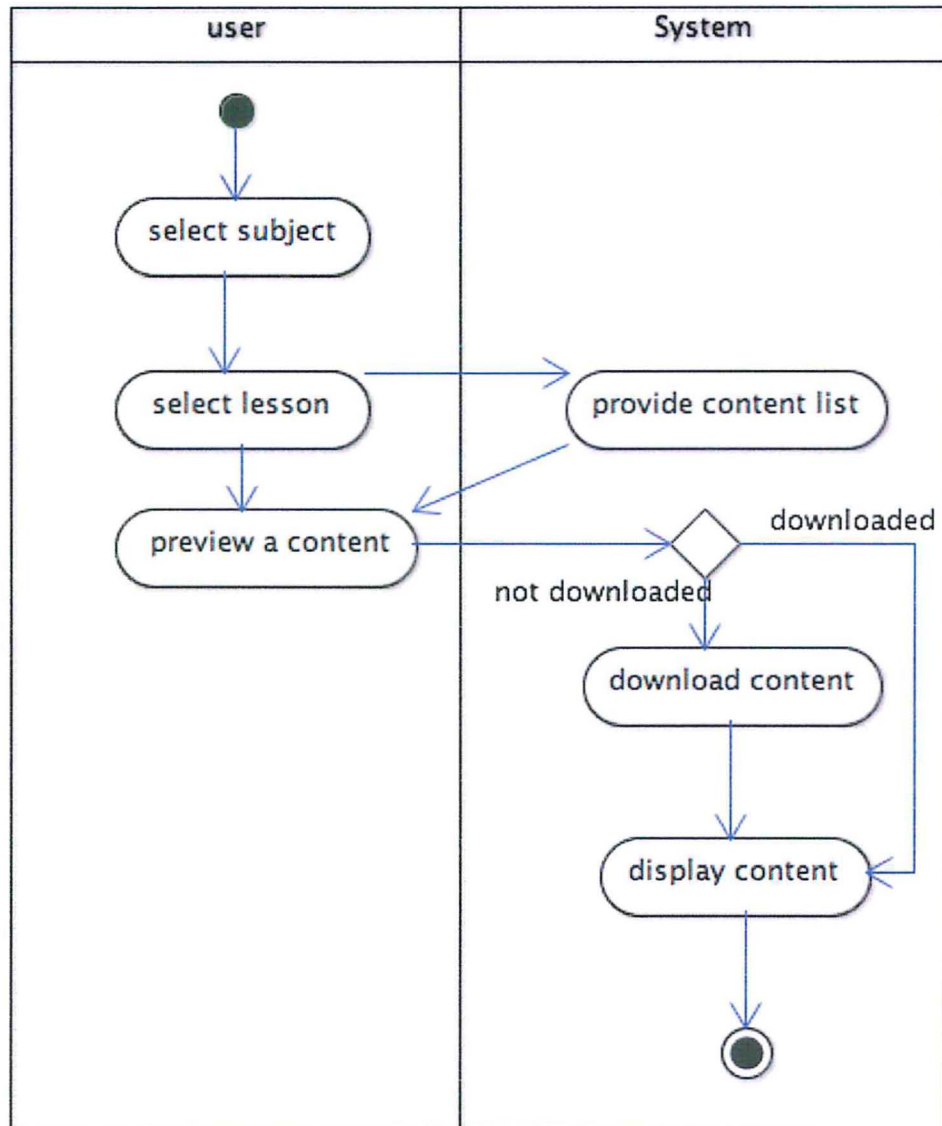 user
System
select subject
select lesson
provide content list
preview a content
downloaded
not downloaded
download content
display content